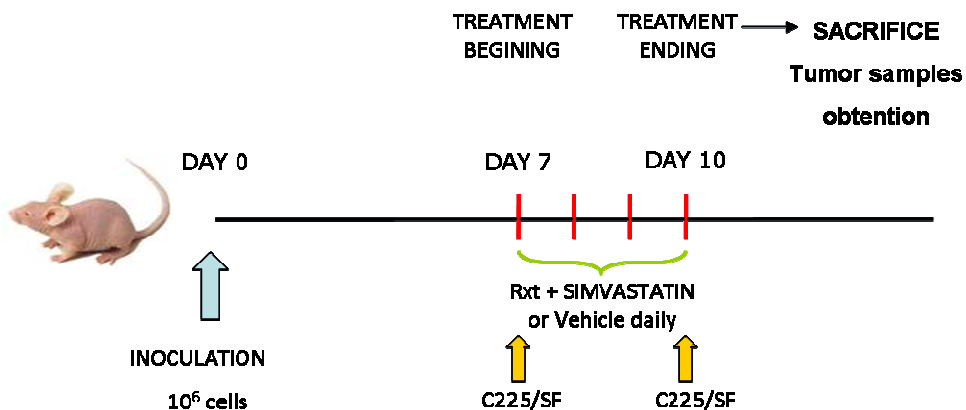 TREATMENT
BEGINING
TREATMENT
ENDING
SACRIFICE
Tumor samples
obtention
DAY 0
DAY 7
DAY 10
Rxt + SIMVASTATIN
or Vehicle daily
INOCULATION
10⁶ cells
C225/SF
C225/SF